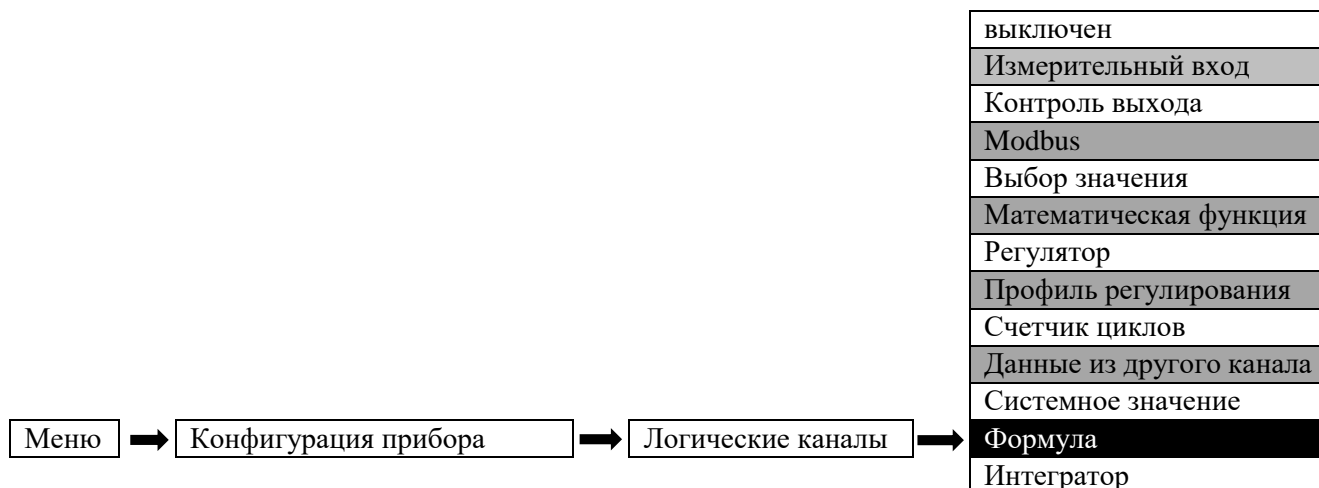 выключен
Измерительный вход
Контроль выхода
Modbus
Выбор значения
Математическая функция
Регулятор
Профиль регулирования
Счетчик циклов
Данные из другого канала
Системное значение
Меню Конфигурация прибора Логические каналы Формула
Интегратор